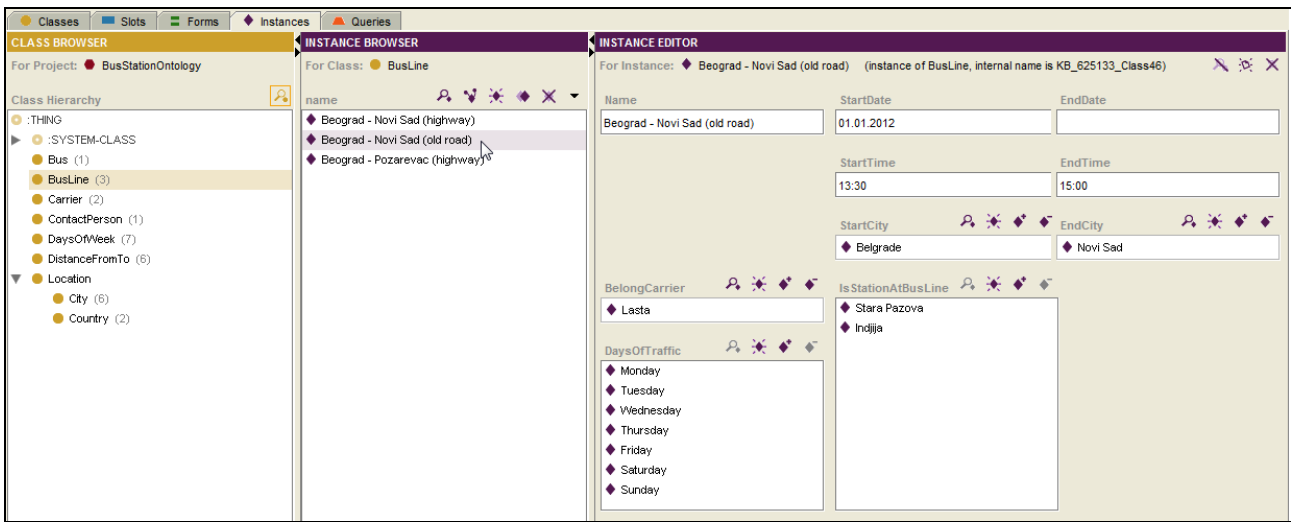 Classes Slots Forms Instances Queries
CLASS BROWSER
For Project: BusStationOntology
Class Hierarchy
:THING
:SYSTEM-CLASS
Bus (1)
BusLine (3)
Carrier (2)
ContactPerson (1)
DaysOfWeek (7)
DistanceFromTo (6)
Location
City (6)
Country (2)
INSTANCE BROWSER
For Class: BusLine
name
Beograd - Novi Sad (highway)
Beograd - Novi Sad (old road)
Beograd - Pozarevac (highway)
INSTANCE EDITOR
For Instance: Beograd - Novi Sad (old road) (instance of BusLine, internal name is KB_625133_Class46)
Name StartDate EndDate
Beograd - Novi Sad (old road) 01.01.2012
StartTime EndTime
13:30 15:00
StartCity EndCity
Belgrade Novi Sad
BelongCarrier IsStationAtBusLine
Lasta Stara Pazova
Indjija
DaysOfTraffic
Monday
Tuesday
Wednesday
Thursday
Friday
Saturday
Sunday